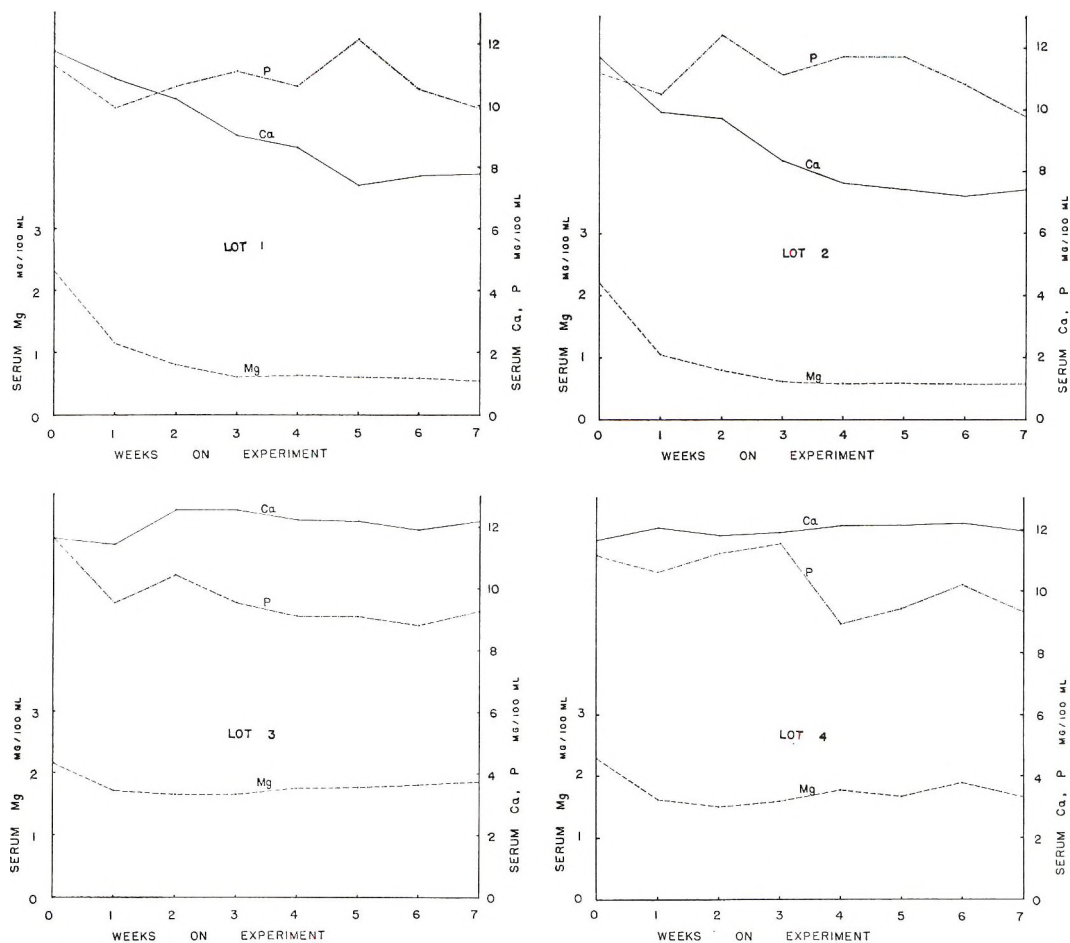 12
10
8
6
4
2
0
P
Ca
3
2
1
0
LOT 1
Mg
SERUM Mg MG/100 ML
SERUM Ca, P MG/100 ML
0 1 2 3 4 5 6 7
WEEKS ON EXPERIMENT
12
10
8
6
4
2
0
P
Ca
3
2
1
0
LOT 2
Mg
SERUM Mg MG/100 ML
SERUM Ca, P MG/100 ML
0 1 2 3 4 5 6 7
WEEKS ON EXPERIMENT
Ca
12
10
8
6
4
2
0
P
3
2
1
0
LOT 3
Mg
SERUM Mg MG/100 ML
SERUM Ca, P MG/100 ML
0 1 2 3 4 5 6 7
WEEKS ON EXPERIMENT
Ca
12
10
8
6
4
2
0
P
3
2
1
0
LOT 4
Mg
SERUM Mg MG/100 ML
SERUM Ca, P MG/100 ML
0 1 2 3 4 5 6 7
WEEKS ON EXPERIMENT